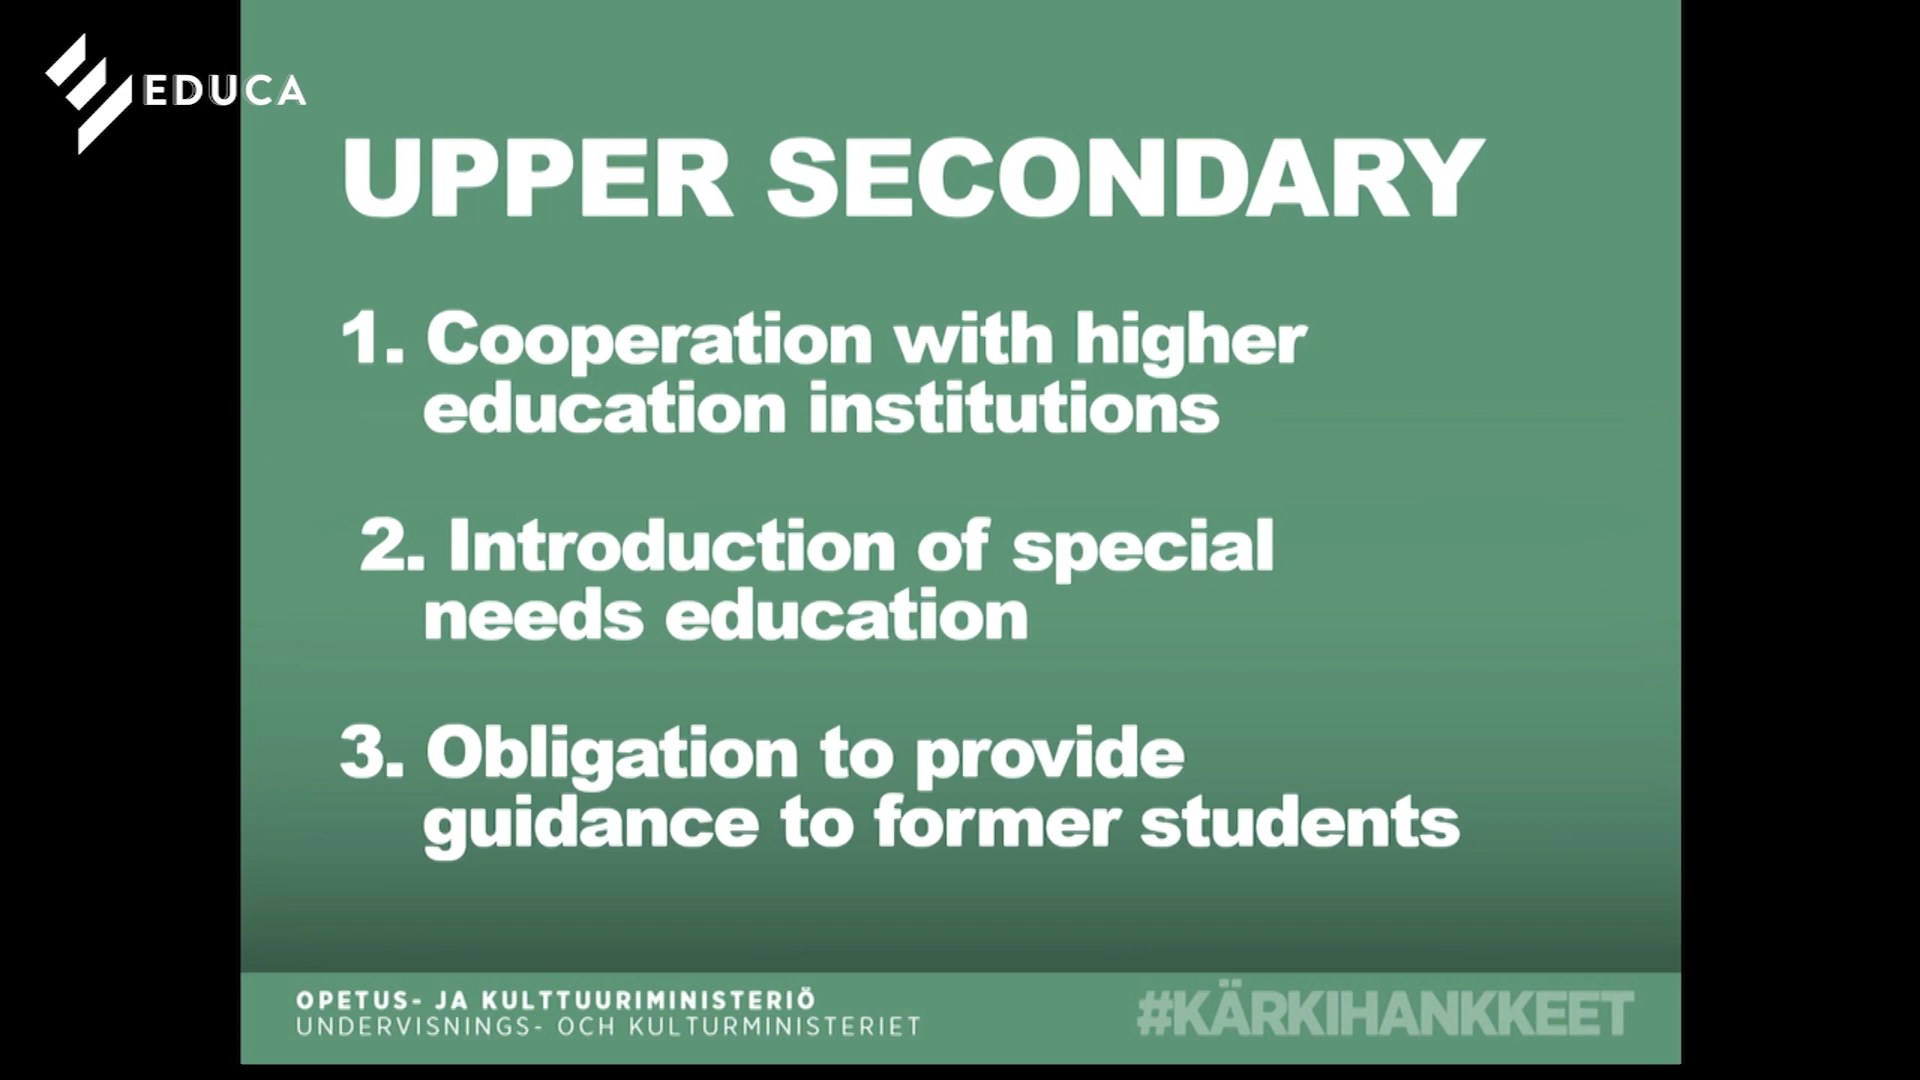 EDUCA
UPPER SECONDARY
1. Cooperation with higher
education institutions
2. Introduction of special
needs education
3. Obligation to provide
guidance to former students
OPETUS- JA KULTTUURIMINISTERIÖ
UNDERVISNINGS- OCH KULTURMINISTERIET
#KÄRKIHANKKEET